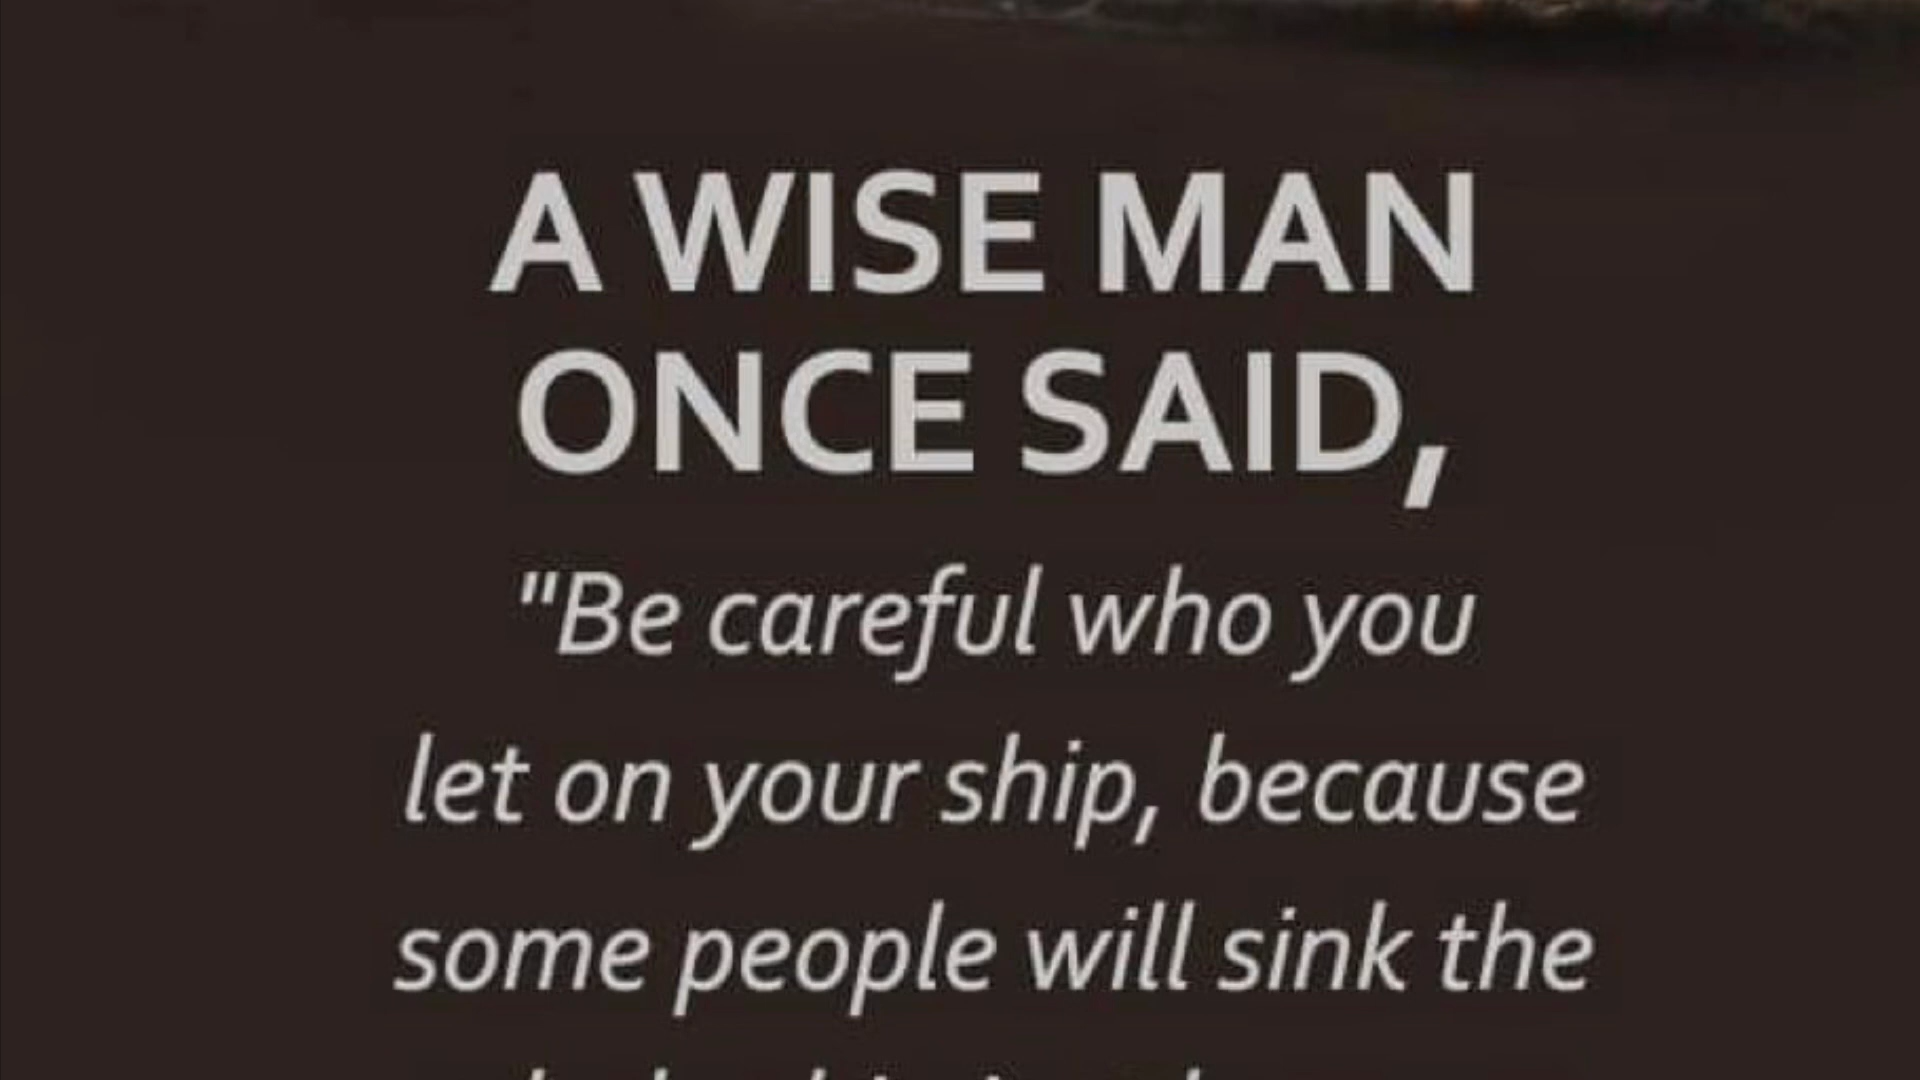 A WISE MAN
ONCE SAID,
"Be careful who you
let on your ship, because
some people will sink the